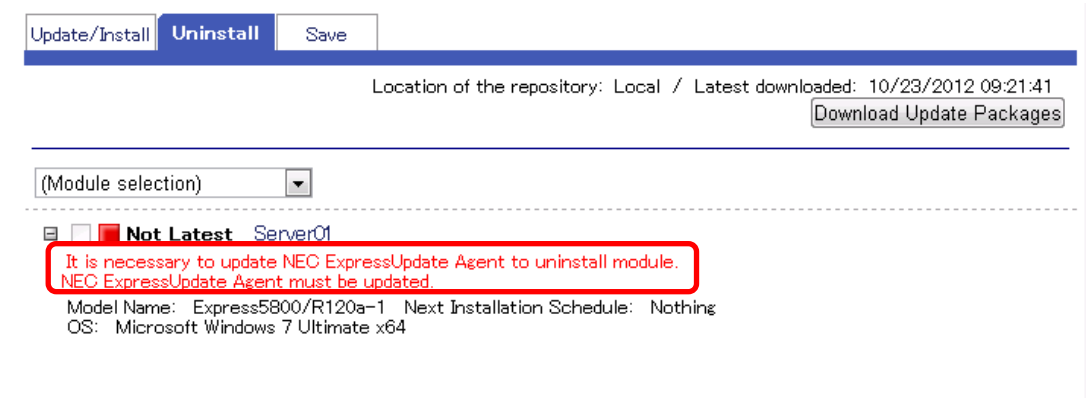 Update/Install Uninstall Save
Location of the repository: Local / Latest downloaded: 10/23/2012 09:21:41
Download Update Packages
(Module selection)
Not Latest Server01
It is necessary to update NEC ExpressUpdate Agent to uninstall module.
NEC ExpressUpdate Agent must be updated.
Model Name: Express5800/R120a-1 Next Installation Schedule: Nothing
OS: Microsoft Windows 7 Ultimate x64